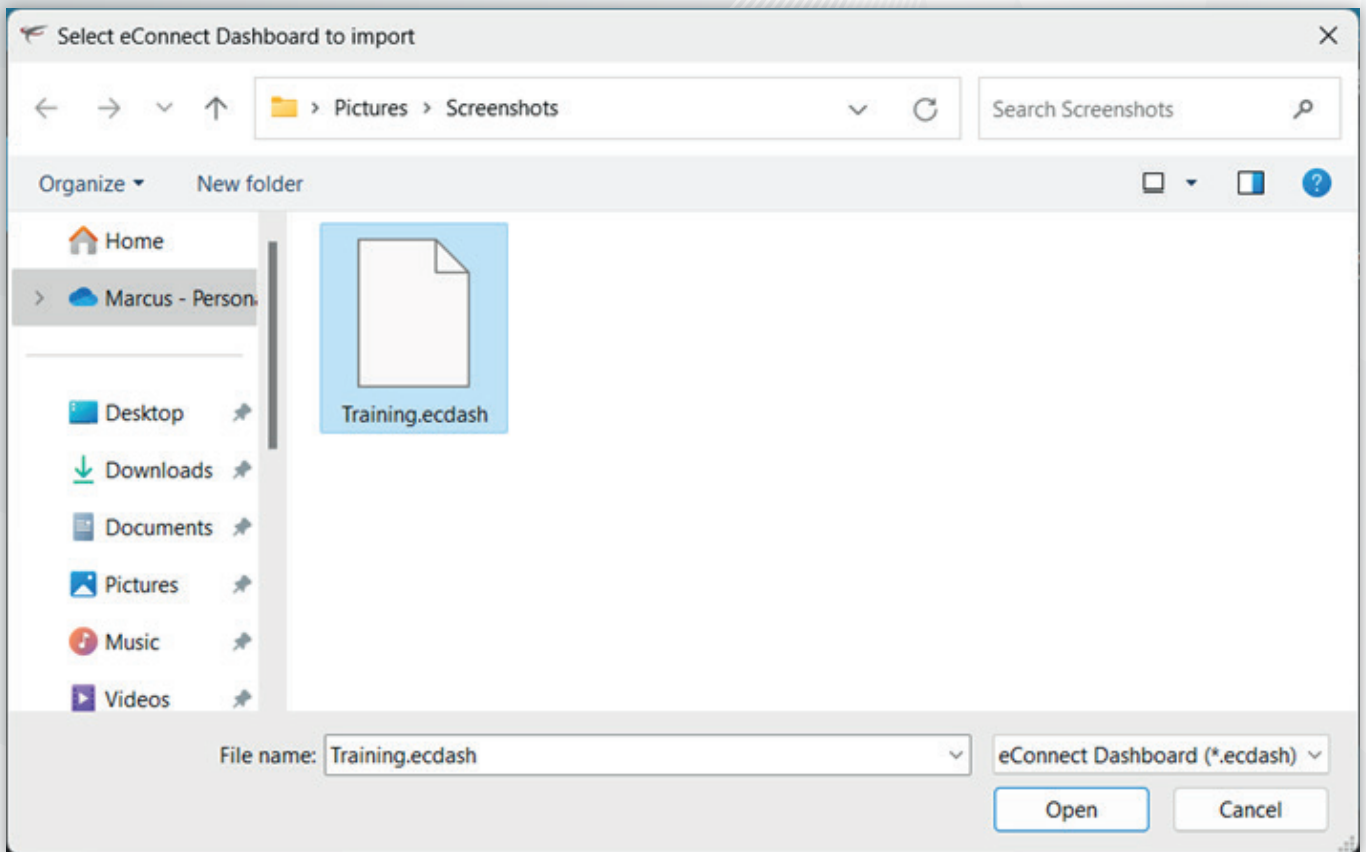 Select eConnect Dashboard to import
Pictures > Screenshots
Search Screenshots
Organize
New folder
Home
Marcus - Persona
Training.ecdash
Desktop
Downloads
Documents
Pictures
Music
Videos
File name: Training.ecdash
eConnect Dashboard (*.ecdash)
Open
Cancel